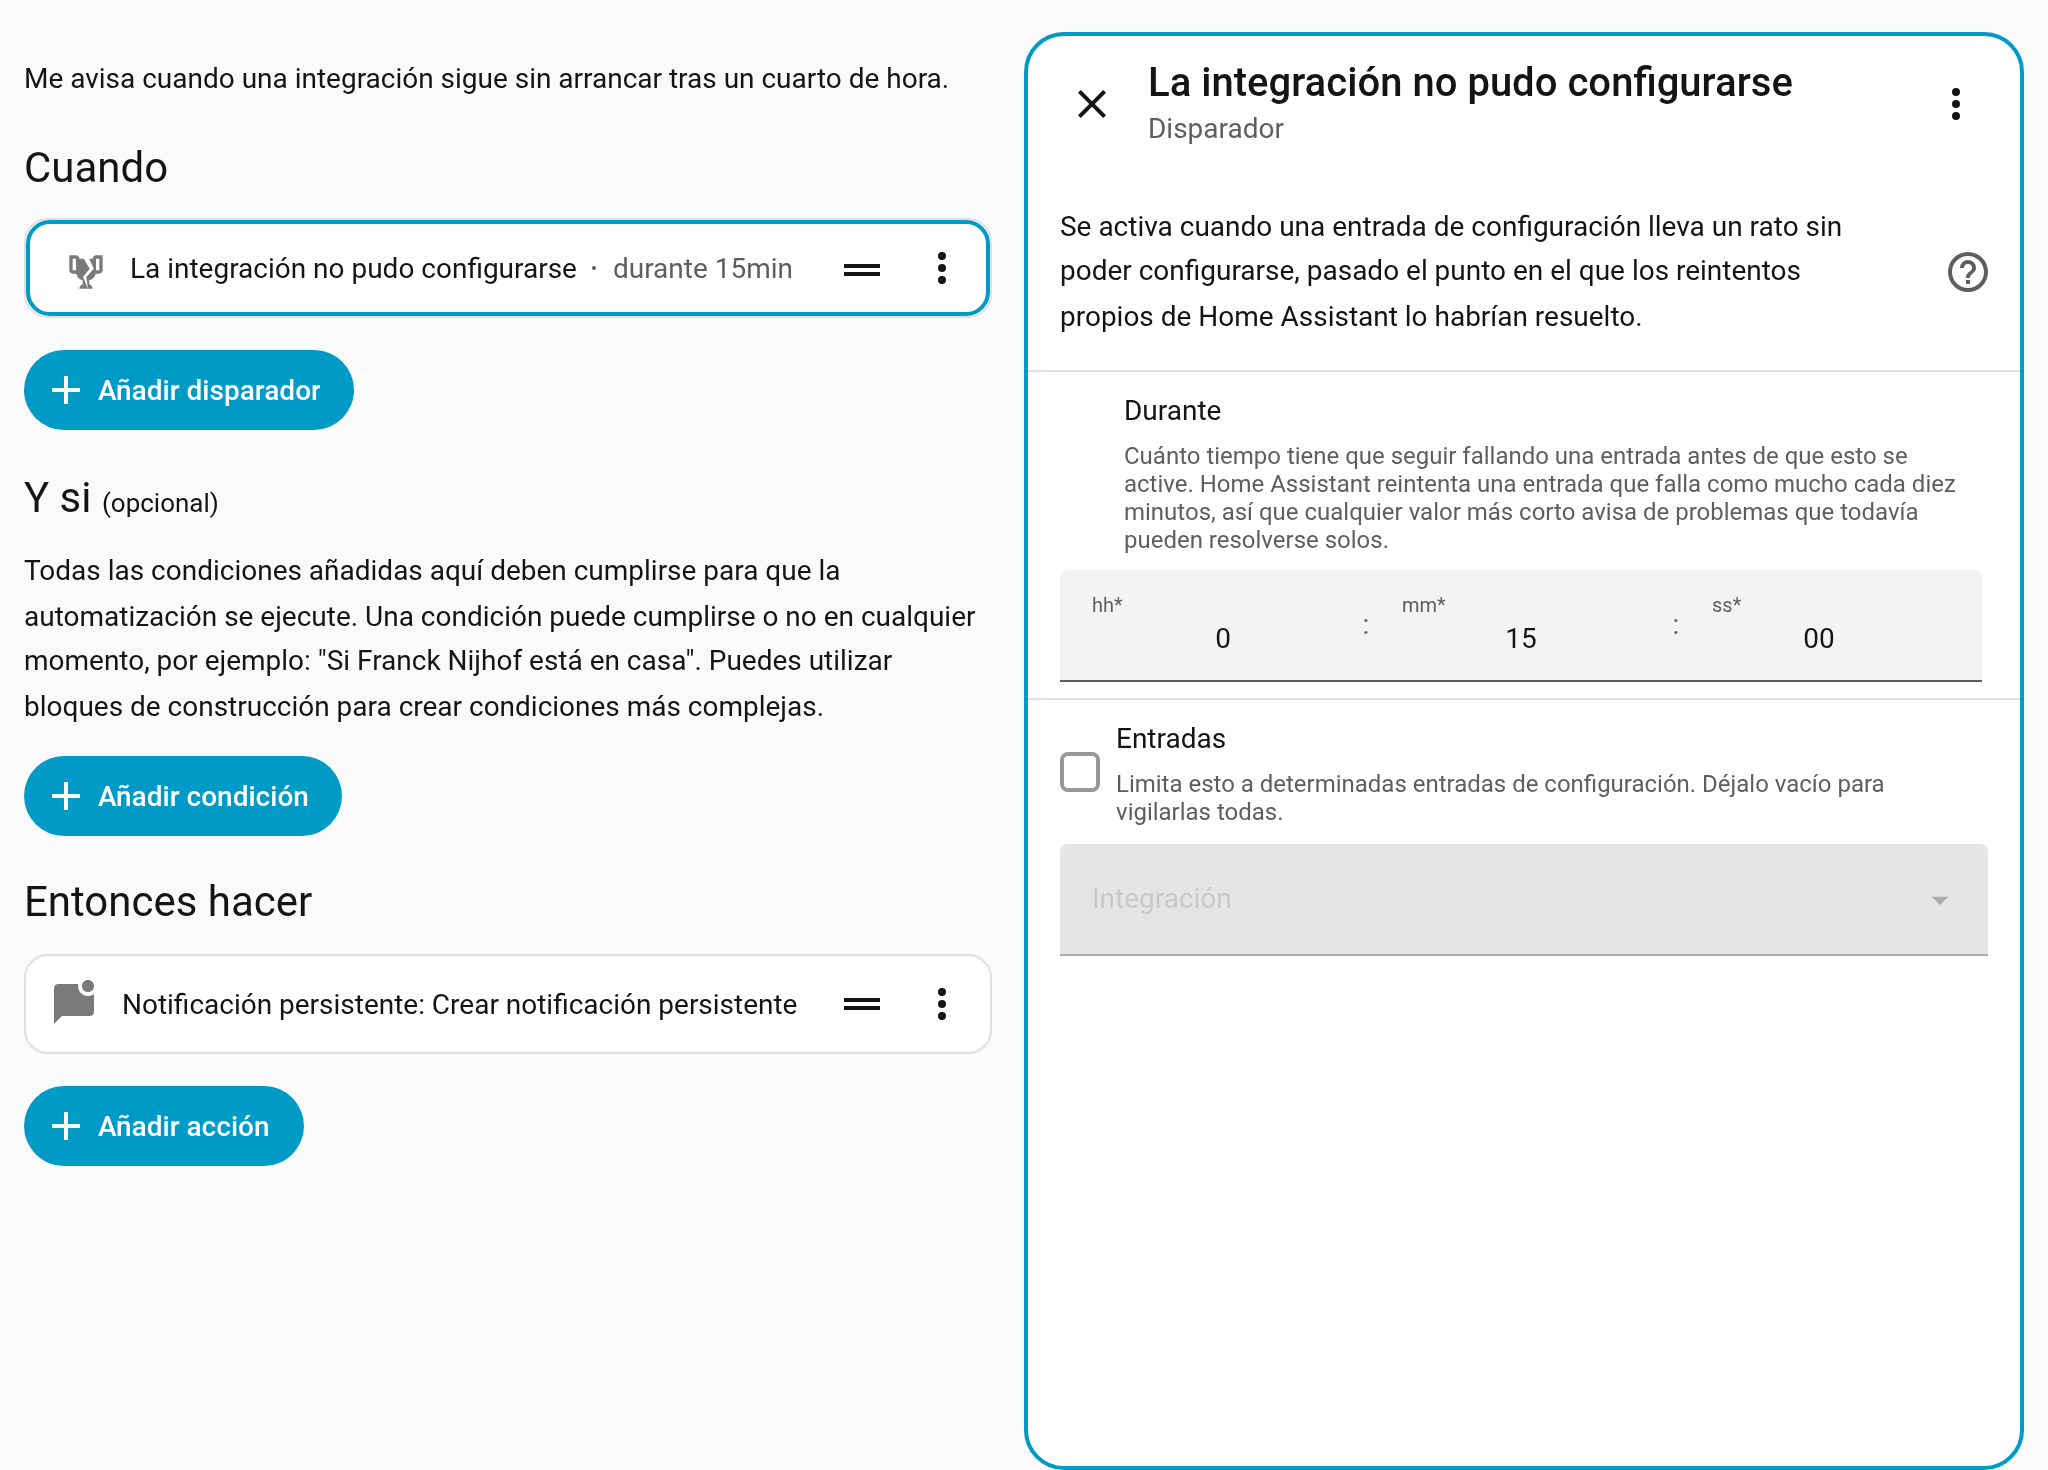 Me avisa cuando una integración sigue sin arrancar tras un cuarto de hora.
Cuando
La integración no pudo configurarse · durante 15min
Añadir disparador
Y si (opcional)
Todas las condiciones añadidas aquí deben cumplirse para que la
automatización se ejecute. Una condición puede cumplirse o no en cualquier
momento, por ejemplo: "Si Franck Nijhof está en casa". Puedes utilizar
bloques de construcción para crear condiciones más complejas.
Añadir condición
Entonces hacer
Notificación persistente: Crear notificación persistente
Añadir acción
La integración no pudo configurarse
Disparador
Se activa cuando una entrada de configuración lleva un rato sin
poder configurarse, pasado el punto en el que los reintentos
propios de Home Assistant lo habrían resuelto.
Durante
Cuánto tiempo tiene que seguir fallando una entrada antes de que esto se
active. Home Assistant reintenta una entrada que falla como mucho cada diez
minutos, así que cualquier valor más corto avisa de problemas que todavía
pueden resolverse solos.
hh* mm* ss*
0 : 15 : 00
Entradas
Limita esto a determinadas entradas de configuración. Déjalo vacío para
vigilarlas todas.
Integración